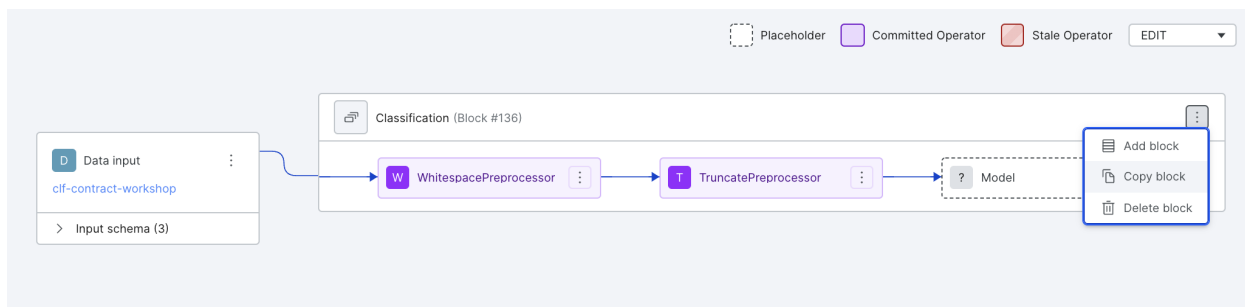 Placeholder
Committed Operator
Stale Operator
EDIT
Classification (Block #136)
D Data input
clf-contract-workshop
Input schema (3)
W WhitespacePreprocessor
T TruncatePreprocessor
? Model
Add block
Copy block
Delete block